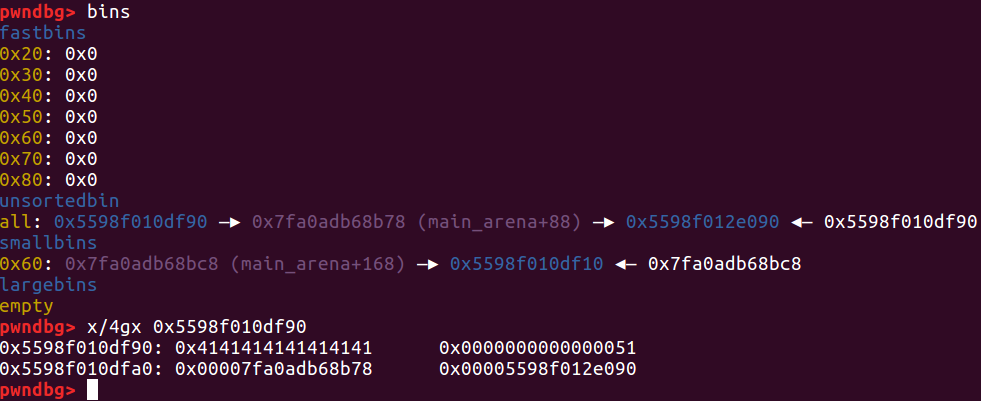 pwndbg> bins
fastbins
0x20: 0x0
0x30: 0x0
0x40: 0x0
0x50: 0x0
0x60: 0x0
0x70: 0x0
0x80: 0x0
unsortedbin
all: 0x5598f010df90 —▸ 0x7fa0adb68b78 (main_arena+88) —▸ 0x5598f012e090 ◂— 0x5598f010df90
smallbins
0x60: 0x7fa0adb68bc8 (main_arena+168) —▸ 0x5598f010df10 ◂— 0x7fa0adb68bc8
largebins
empty
pwndbg> x/4gx 0x5598f010df90
0x5598f010df90: 0x4141414141414141 0x0000000000000051
0x5598f010dfa0: 0x00007fa0adb68b78 0x00005598f012e090
pwndbg>